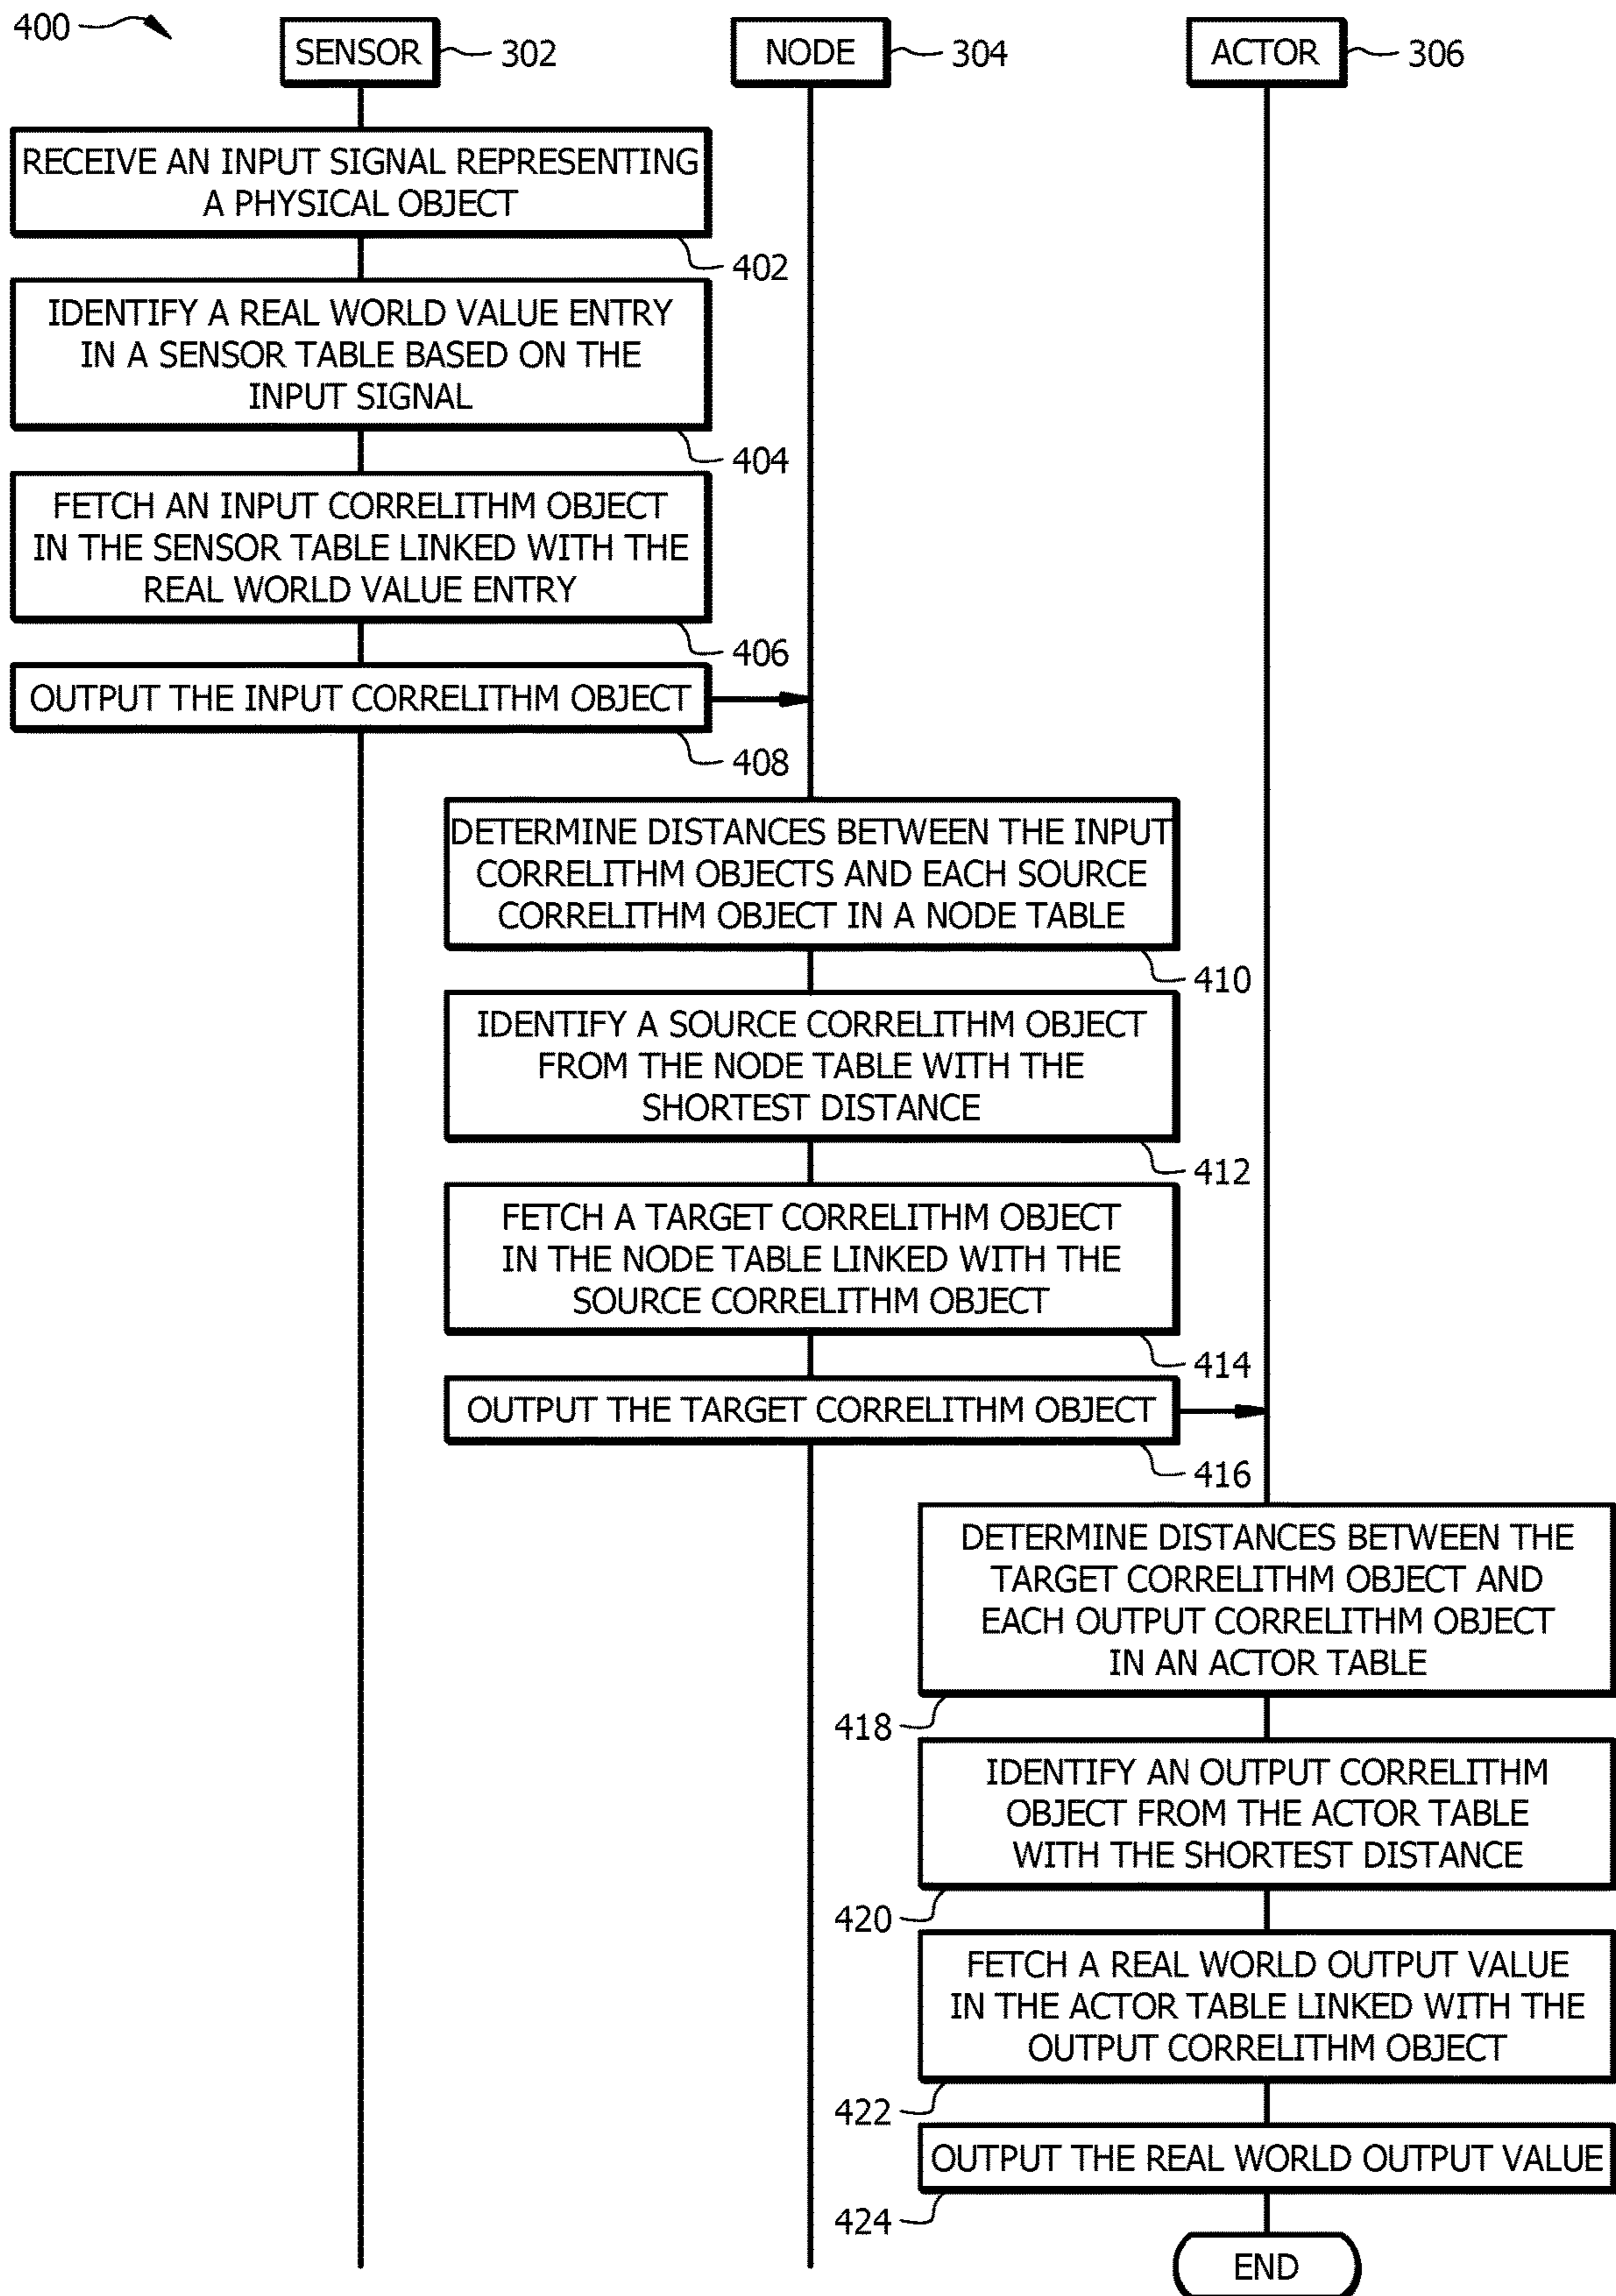 400
SENSOR
302
NODE
304
ACTOR
306
RECEIVE AN INPUT SIGNAL REPRESENTING
A PHYSICAL OBJECT
402
IDENTIFY A REAL WORLD VALUE ENTRY
IN A SENSOR TABLE BASED ON THE
INPUT SIGNAL
404
FETCH AN INPUT CORRELITHM OBJECT
IN THE SENSOR TABLE LINKED WITH THE
REAL WORLD VALUE ENTRY
406
OUTPUT THE INPUT CORRELITHM OBJECT
408
DETERMINE DISTANCES BETWEEN THE INPUT
CORRELITHM OBJECTS AND EACH SOURCE
CORRELITHM OBJECT IN A NODE TABLE
410
IDENTIFY A SOURCE CORRELITHM OBJECT
FROM THE NODE TABLE WITH THE
SHORTEST DISTANCE
412
FETCH A TARGET CORRELITHM OBJECT
IN THE NODE TABLE LINKED WITH THE
SOURCE CORRELITHM OBJECT
414
OUTPUT THE TARGET CORRELITHM OBJECT
416
DETERMINE DISTANCES BETWEEN THE
TARGET CORRELITHM OBJECT AND
EACH OUTPUT CORRELITHM OBJECT
IN AN ACTOR TABLE
418
IDENTIFY AN OUTPUT CORRELITHM
OBJECT FROM THE ACTOR TABLE
WITH THE SHORTEST DISTANCE
420
FETCH A REAL WORLD OUTPUT VALUE
IN THE ACTOR TABLE LINKED WITH THE
OUTPUT CORRELITHM OBJECT
422
OUTPUT THE REAL WORLD OUTPUT VALUE
424
END